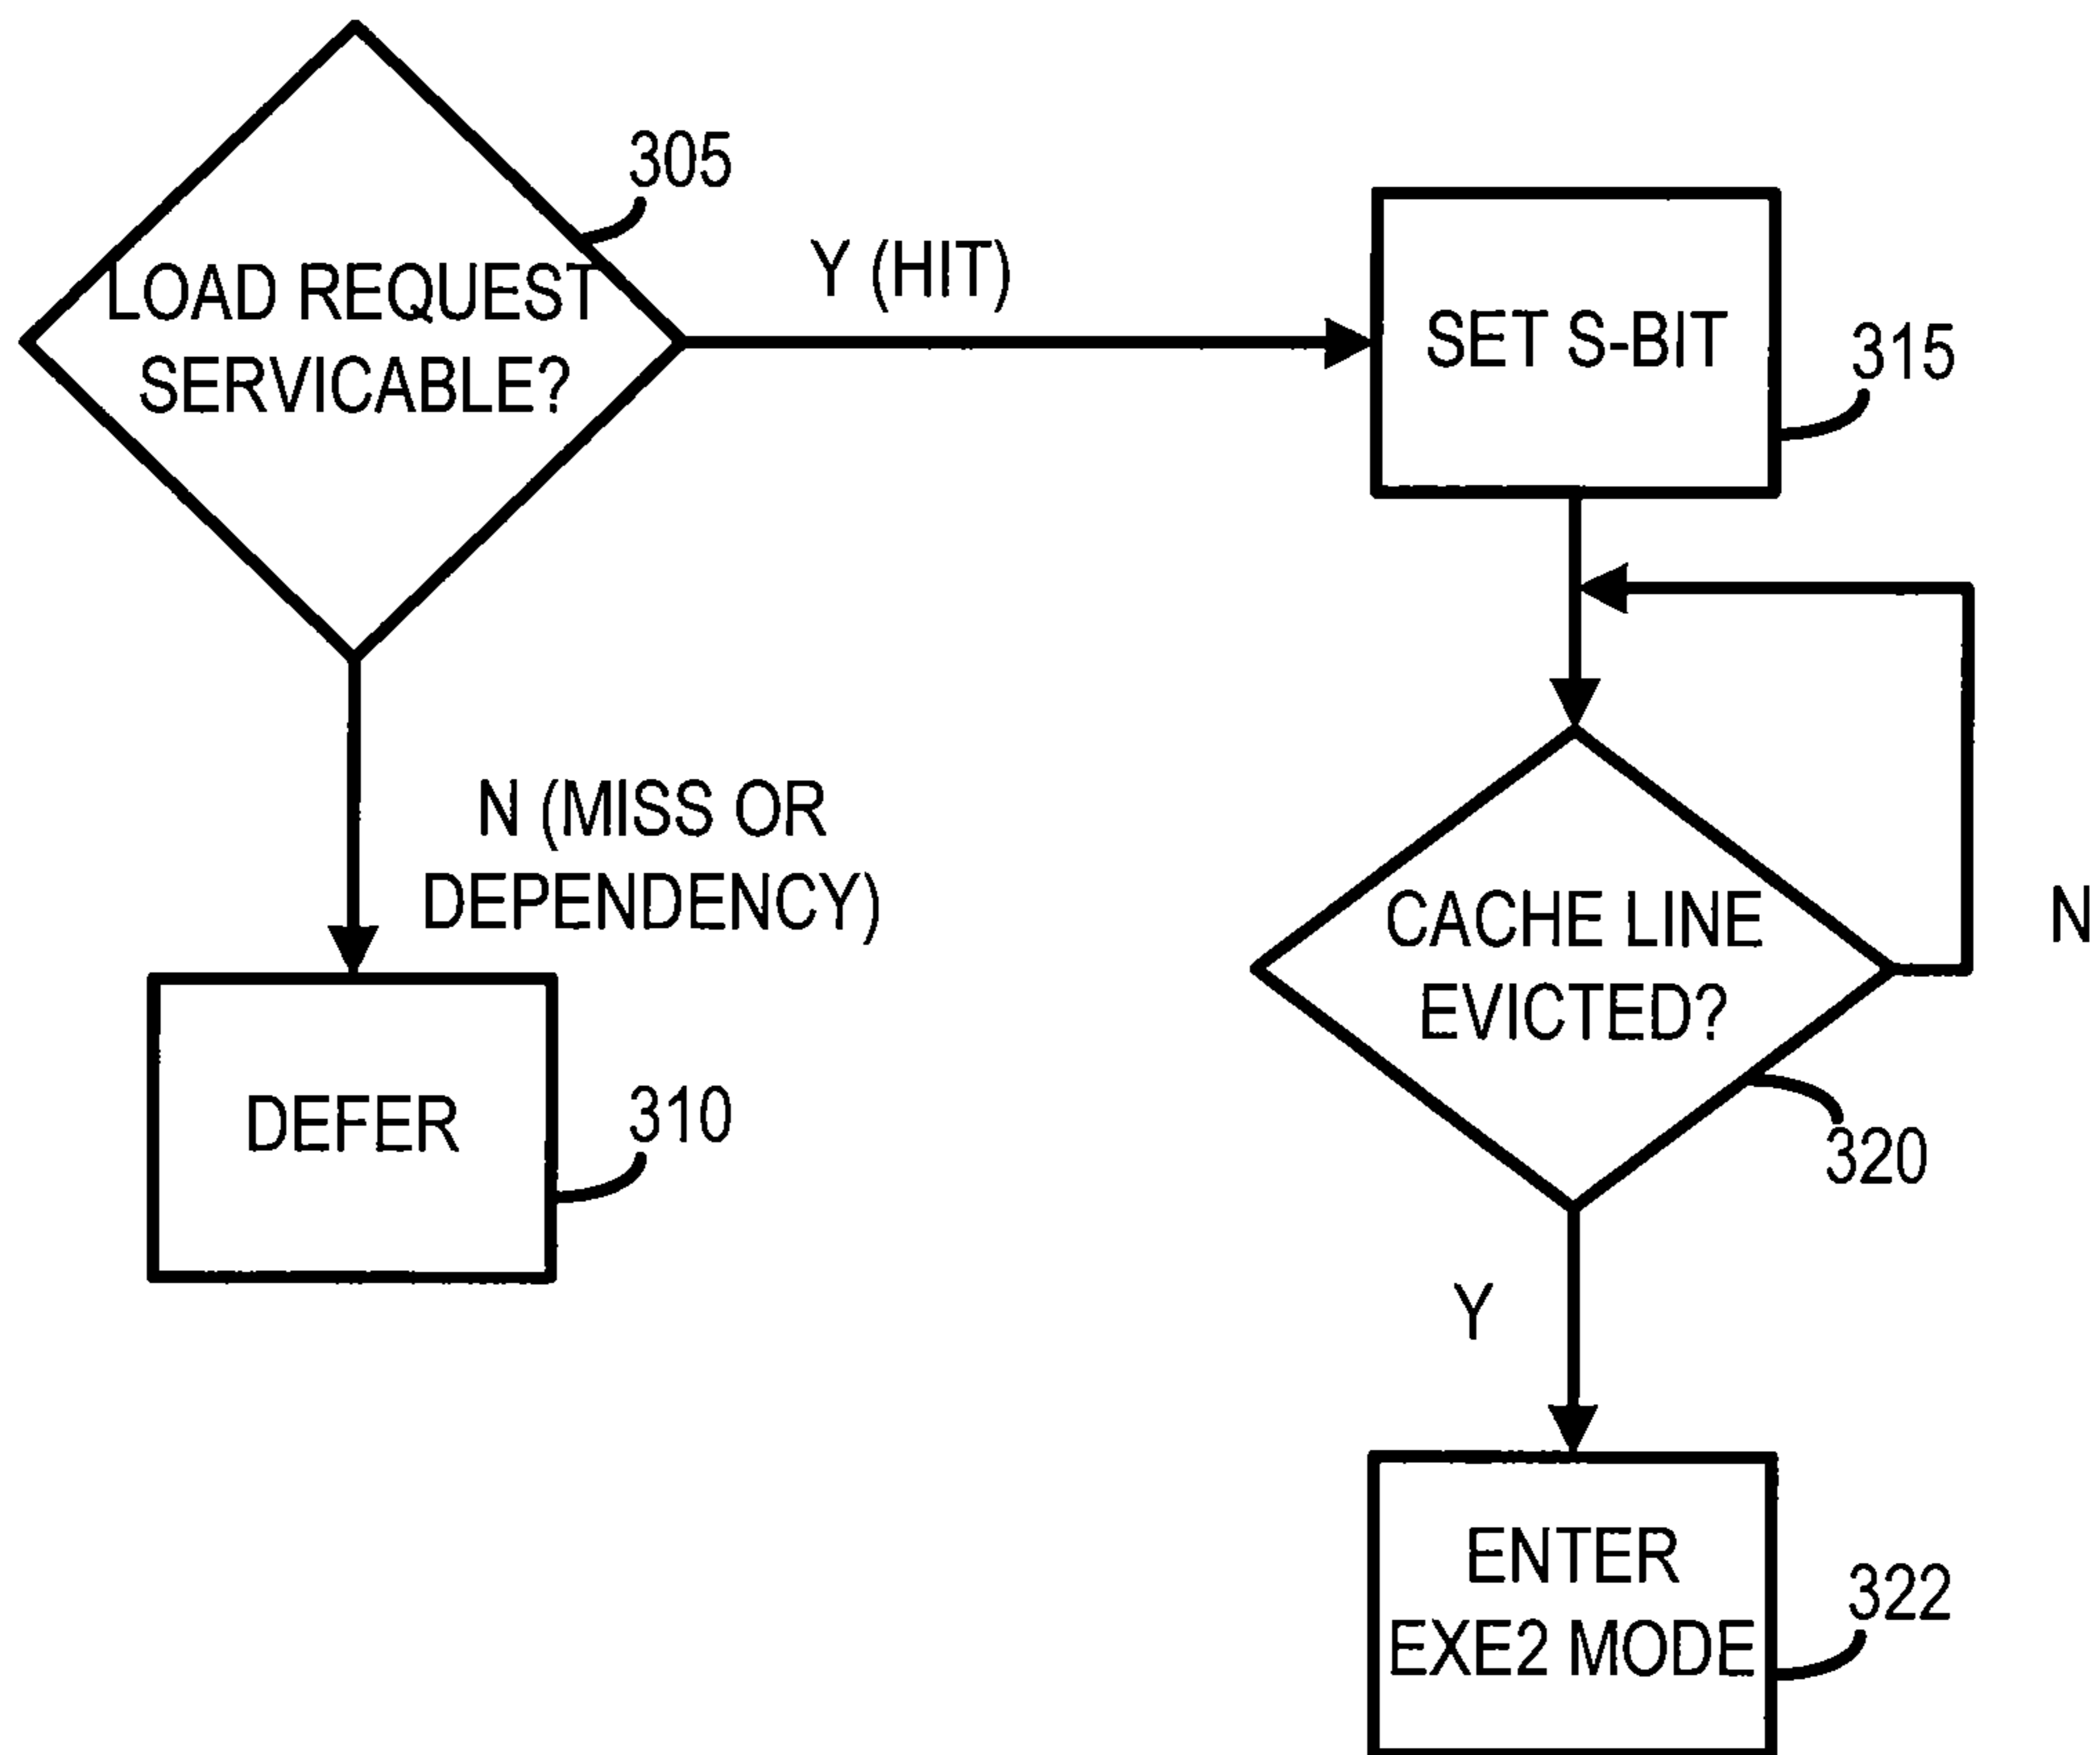 305
LOAD REQUEST
SERVICABLE?
Y (HIT)
SET S-BIT
315
N (MISS OR
DEPENDENCY)
DEFER
310
CACHE LINE
EVICTED?
N
320
Y
ENTER
EXE2 MODE
322